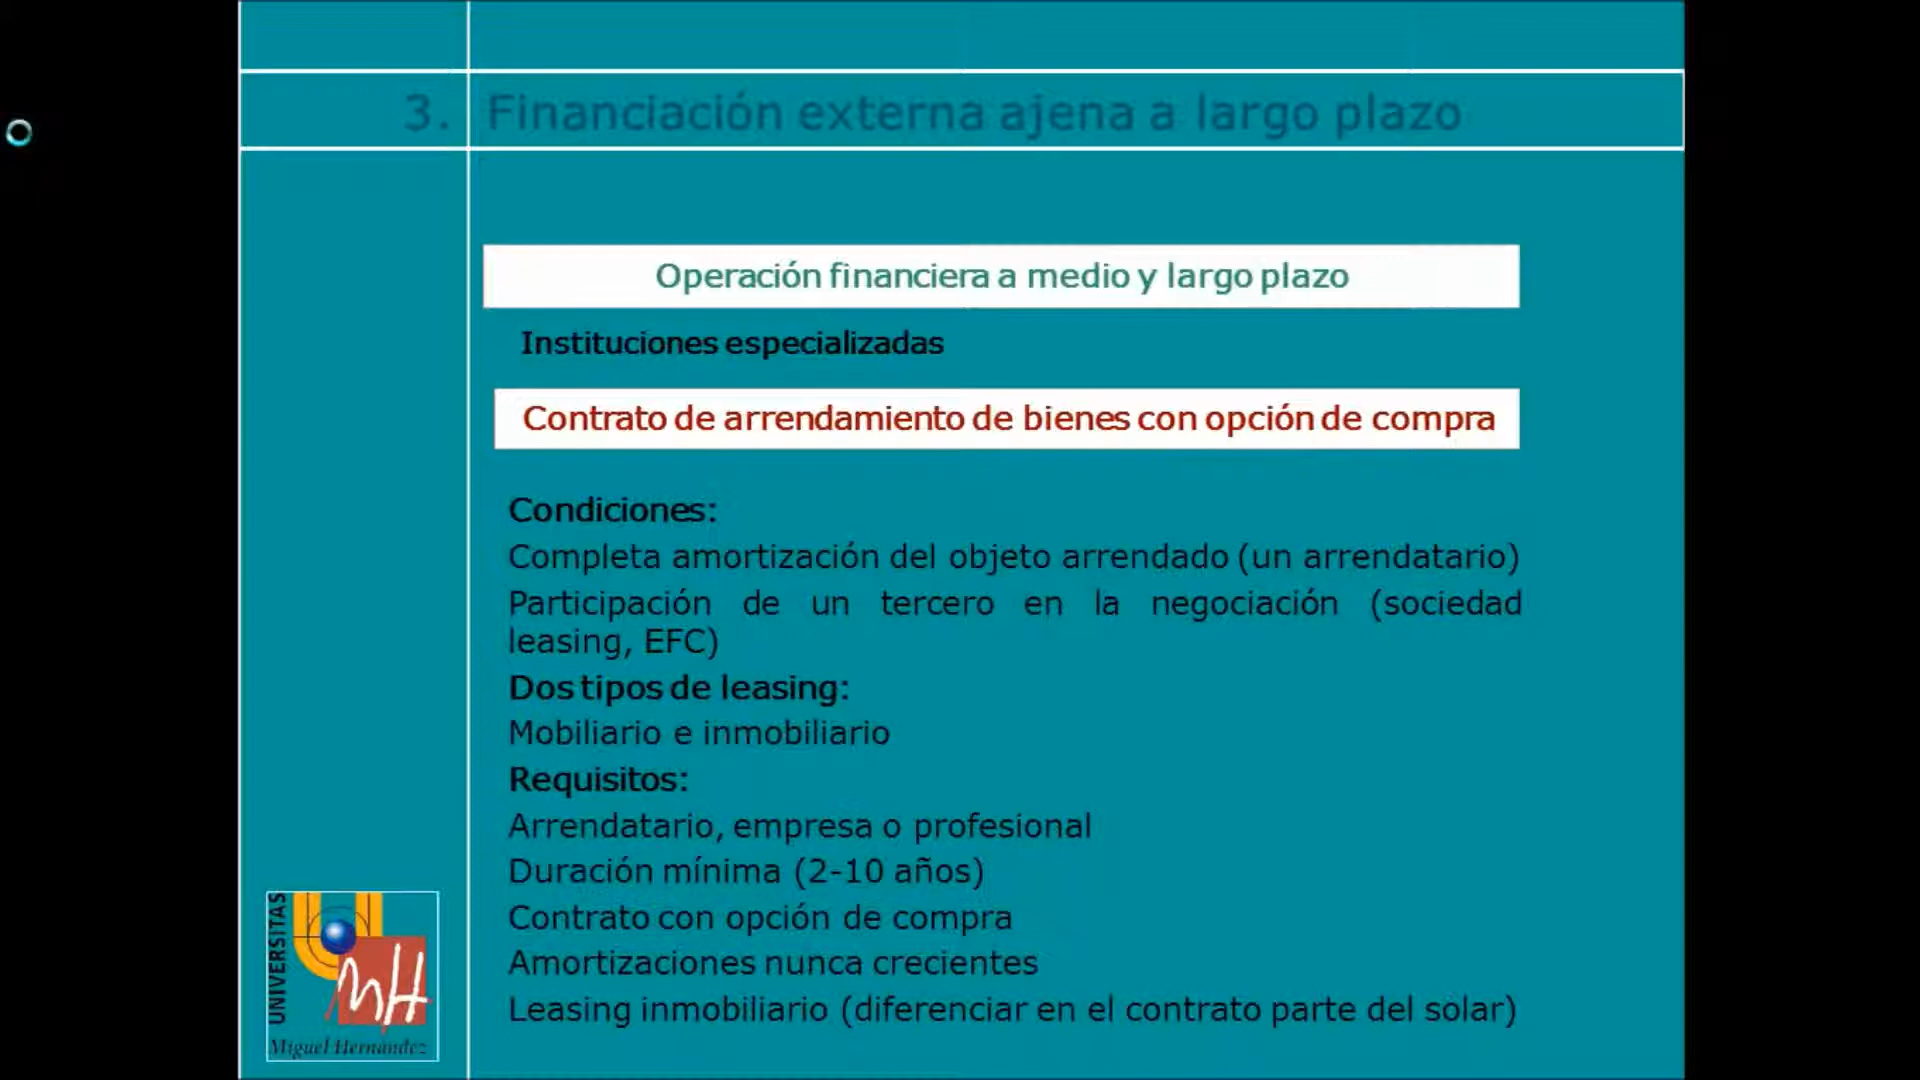 3. Financiación externa ajena a largo plazo
Operación financiera a medio y largo plazo
Instituciones especializadas
Contrato de arrendamiento de bienes con opción de compra
Condiciones:
Completa amortización del objeto arrendado (un arrendatario)
Participación de un tercero en la negociación (sociedad
leasing, EFC)
Dos tipos de leasing:
Mobiliario e inmobiliario
Requisitos:
Arrendatario, empresa o profesional
Duración mínima (2-10 años)
Contrato con opción de compra
Amortizaciones nunca crecientes
Leasing inmobiliario (diferenciar en el contrato parte del solar)
UNIVERSITAS
MH
Miguel Hernández